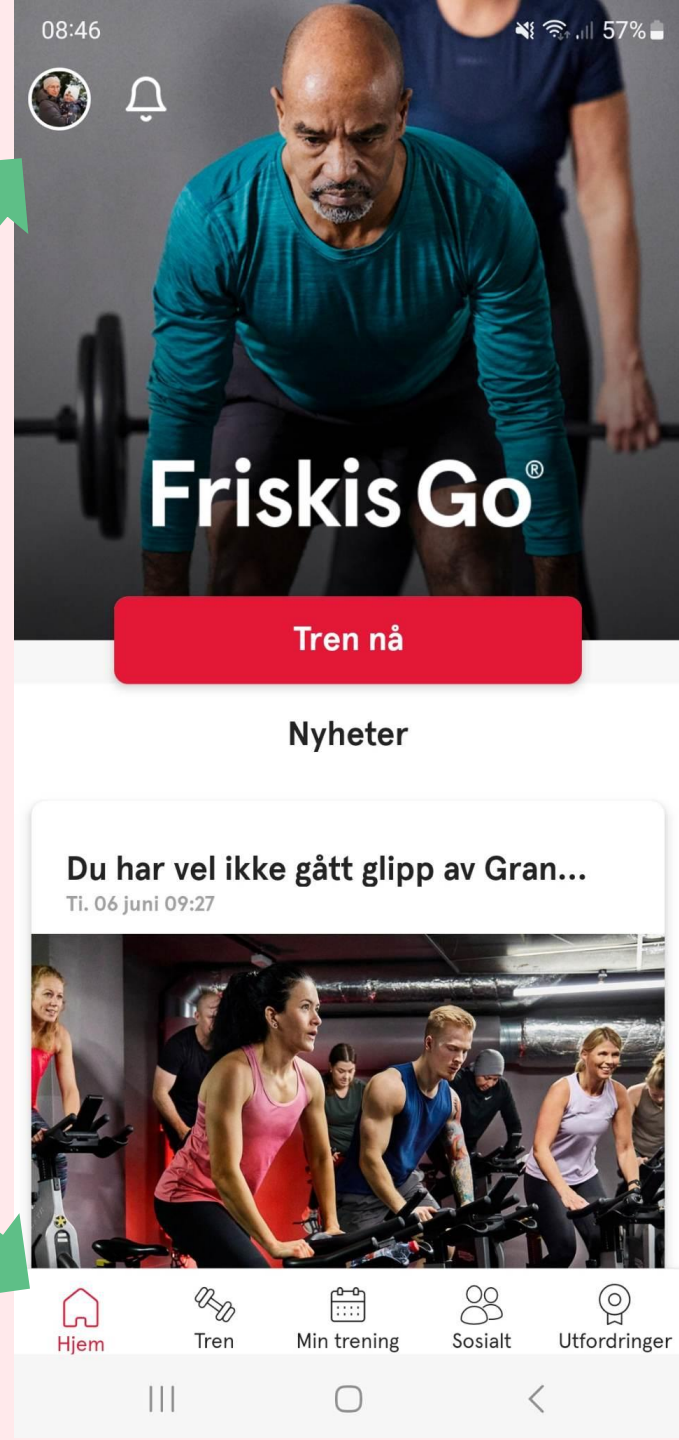 08:46 57%
Friskis Go®
Tren nå
Nyheter
Du har vel ikke gått glipp av Gran...
Ti. 06 juni 09:27
Hjem Tren Min trening Sosialt Utfordringer